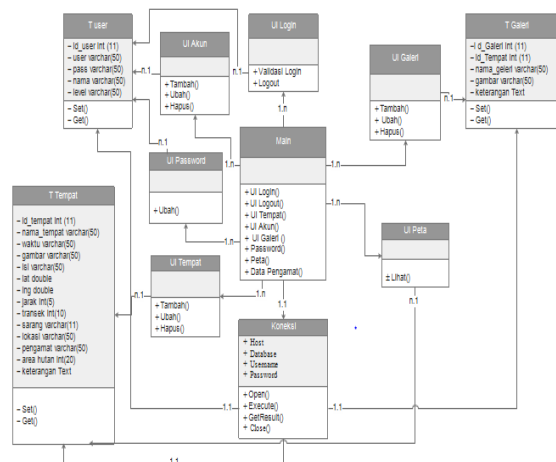 T user
– Id_user Int (11)
– user varchar(50)
– pass varchar(50)
– nama varchar(50)
– level varchar(50)
– Set()
– Get()
UI Akun
+ Tambah()
+ Ubah()
+ Hapus()
UI Login
+ Validasi Login
+ Logout
UI Galeri
+ Tambah()
+ Ubah()
+ Hapus()
T Galeri
–I d_Galeri Int (11)
– Id_Tempat Int (11)
– nama_geleri varchar(50)
– gambar varchar(50)
– keterangan Text
– Set()
– Get()
n.1
n.1
n.1
1.n
UI Password
+ Ubah()
1.n
1.n
1.n
1.n
Main
+ UI Login()
+ UI Logout()
+ UI Tempat()
+ UI Akun()
+ UI Galeri ()
+ Password()
+ Peta()
+ Data Pengamat()
UI Peta
± Lihat()
T Tempat
– Id_tempat Int (11)
– nama_tempat varchar(50)
– waktu varchar(50)
– gambar varchar(50)
– Isi varchar(50)
– lat double
– lng double
– jarak Int(5)
– transek Int(10)
– sarang varchar(11)
– lokasi varchar(50)
– pengamat varchar(50)
– area hutan Int(20)
– keterangan Text
– Set()
– Get()
UI Tempat
+ Tambah()
+ Ubah()
+ Hapus()
n.1
1.n
1.1
n.1
Koneksi
+ Host
+ Database
+ Username
+ Password
+ Open()
+ Execute()
+ GetResult()
+ Close()
1.1
1.1
1.1